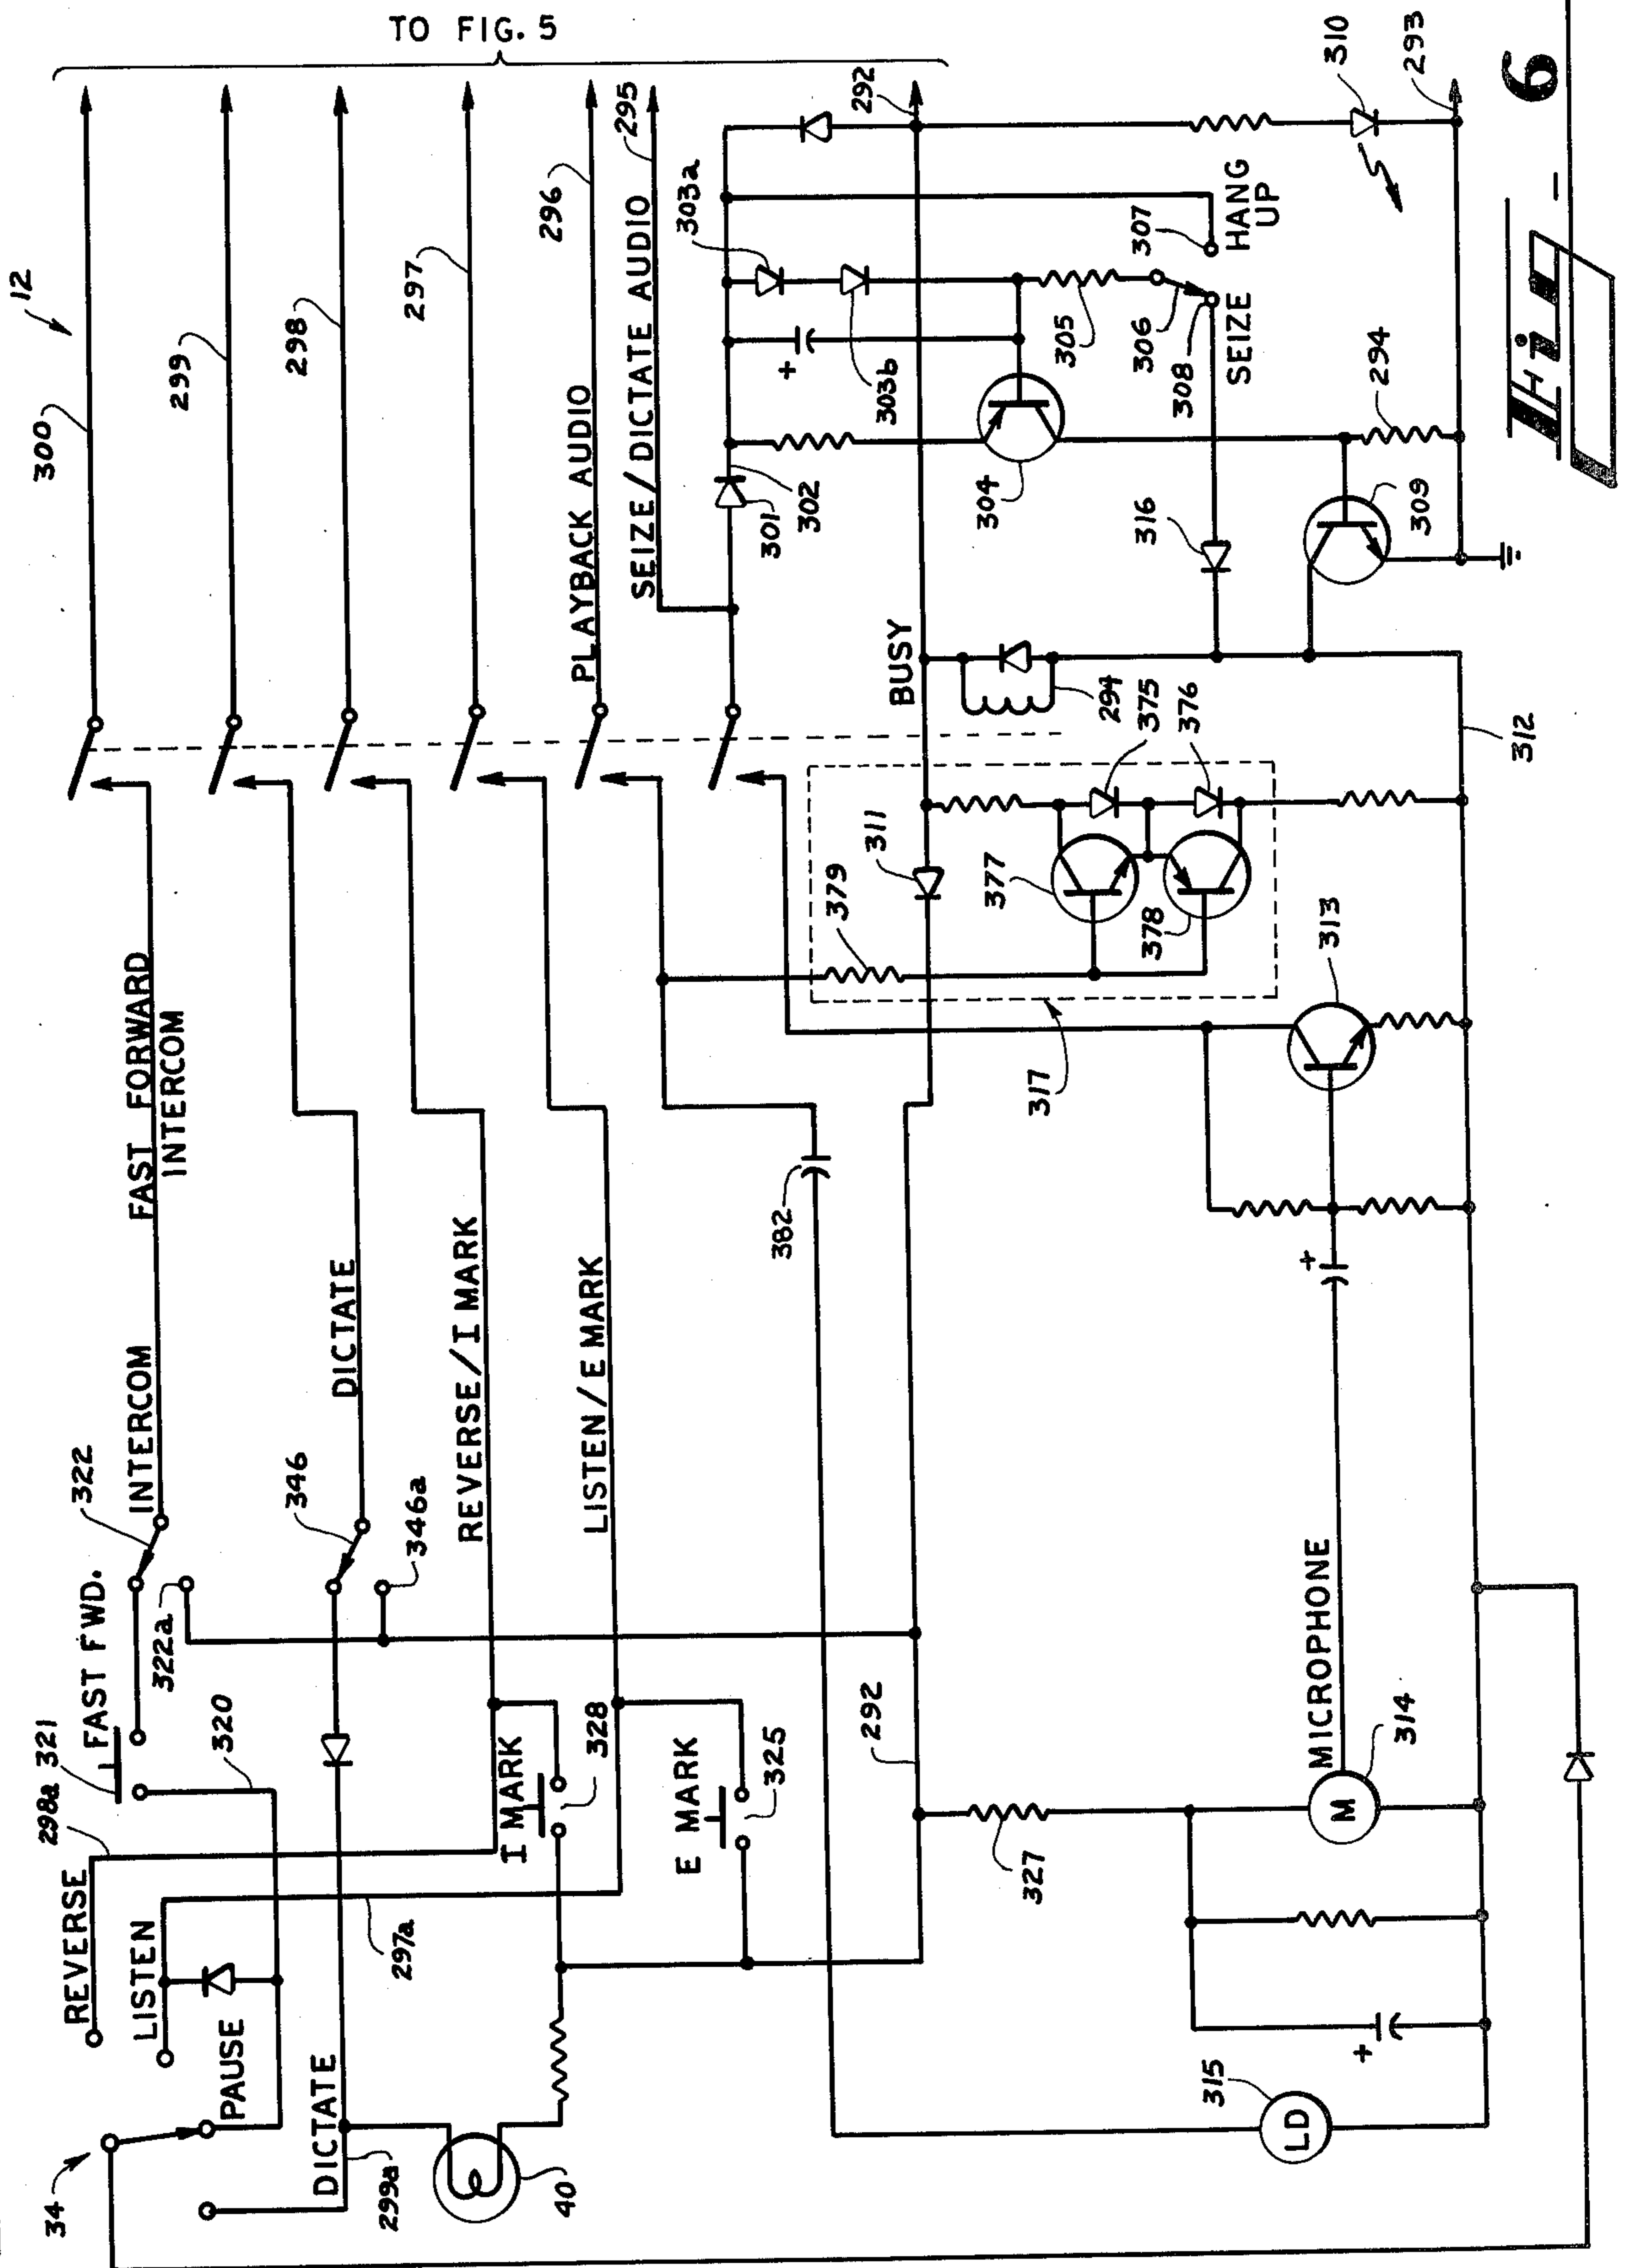 TO FIG. 5
12
300
299
298
297
296
PLAYBACK AUDIO
295
SEIZE/DICTATE AUDIO
303a
292
310
293
301
302
+
303b
304
305
306
307
HANG
UP
308
SEIZE
294
316
309
BUSY
294
375
376
312
311
377
378
379
317
313
FAST FORWARD
INTERCOM
INTERCOM
322
FAST FWD.
322a
321
298a
320
REVERSE
LISTEN
PAUSE
34
DICTATE
346
346a
DICTATE
299a
297a
40
REVERSE/I MARK
LISTEN/E MARK
I MARK
328
E MARK
325
382
292
327
+
MICROPHONE
M
314
+
315
LD
Fig_6